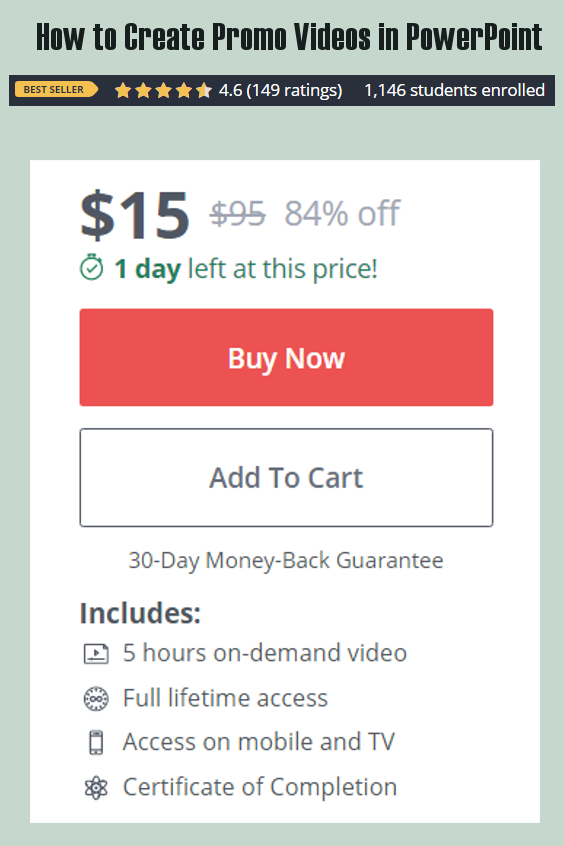 How to Create Promo Videos in PowerPoint
BEST SELLER 4.6 (149 ratings) 1,146 students enrolled
$15 $95 84% off
1 day left at this price!
Buy Now
Add To Cart
30-Day Money-Back Guarantee
Includes:
5 hours on-demand video
Full lifetime access
Access on mobile and TV
Certificate of Completion